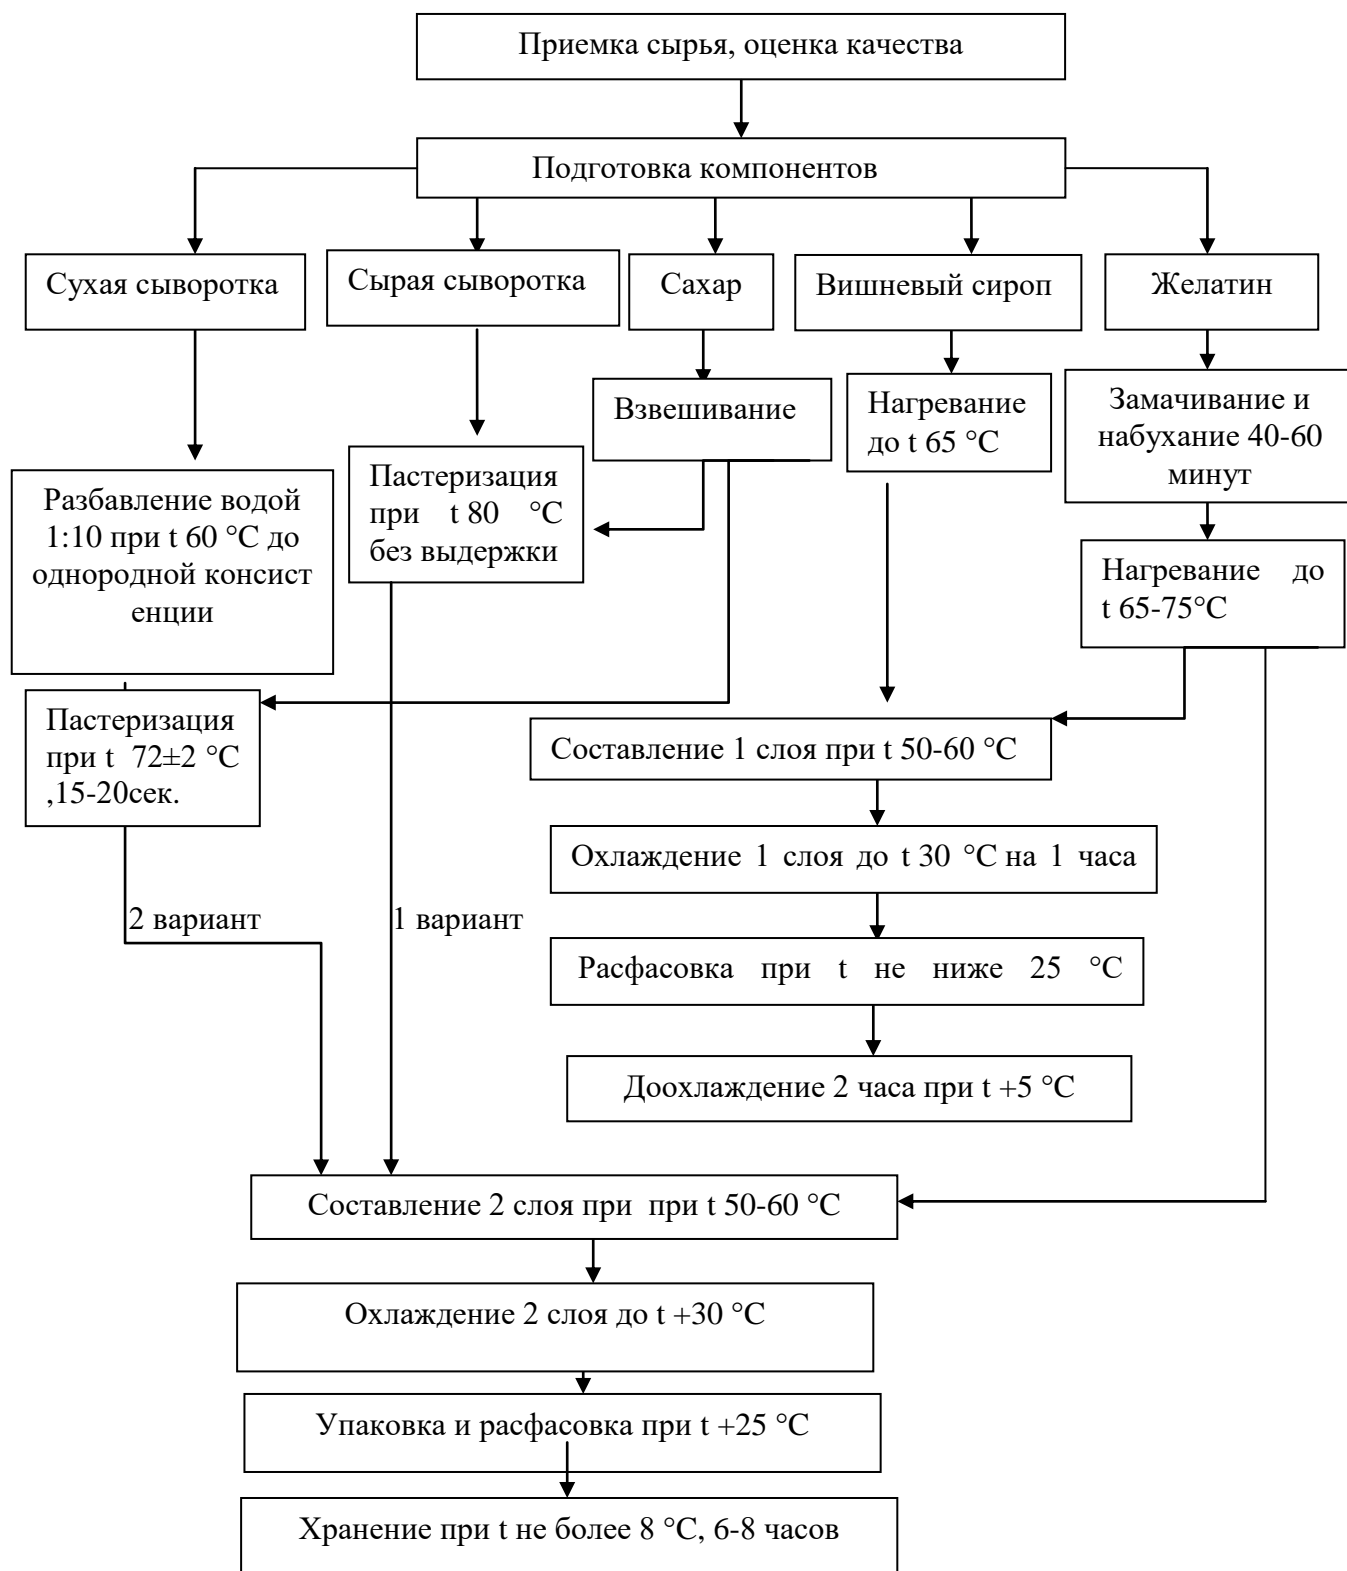 Приемка сырья, оценка качества
Подготовка компонентов
Сухая сыворотка
Сырая сыворотка
Сахар
Вишневый сироп
Желатин
Взвешивание
Нагревание
до t 65 °С
Замачивание и
набухание 40-60
минут
Пастеризация
при t 80 °С
без выдержки
Разбавление водой
1:10 при t 60 °С до
однородной консист
енции
Нагревание до
t 65-75°С
Пастеризация
при t 72±2 °С
,15-20сек.
Составление 1 слоя при t 50-60 °С
Охлаждение 1 слоя до t 30 °С на 1 часа
2 вариант
1 вариант
Расфасовка при t не ниже 25 °С
Доохлаждение 2 часа при t +5 °С
Составление 2 слоя при при t 50-60 °С
Охлаждение 2 слоя до t +30 °С
Упаковка и расфасовка при t +25 °С
Хранение при t не более 8 °С, 6-8 часов